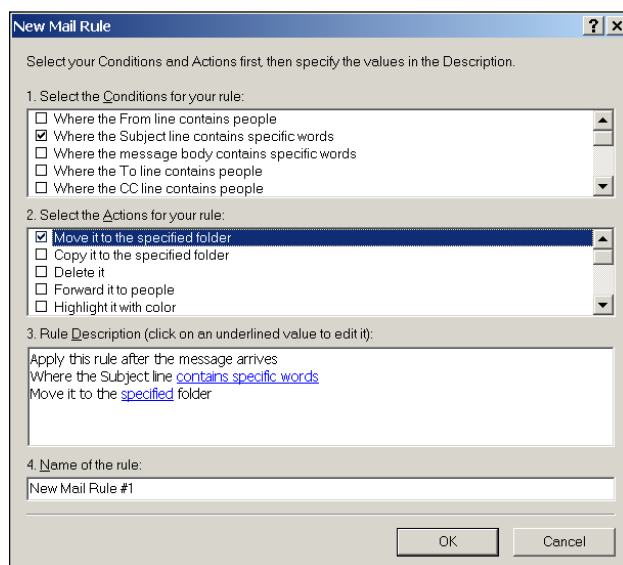 New Mail Rule
Select your Conditions and Actions first, then specify the values in the Description.
1. Select the Conditions for your rule:
Where the From line contains people
Where the Subject line contains specific words
Where the message body contains specific words
Where the To line contains people
Where the CC line contains people
2. Select the Actions for your rule:
Move it to the specified folder
Copy it to the specified folder
Delete it
Forward it to people
Highlight it with color
3. Rule Description (click on an underlined value to edit it):
Apply this rule after the message arrives
Where the Subject line contains specific words
Move it to the specified folder
4. Name of the rule:
New Mail Rule #1
OK Cancel